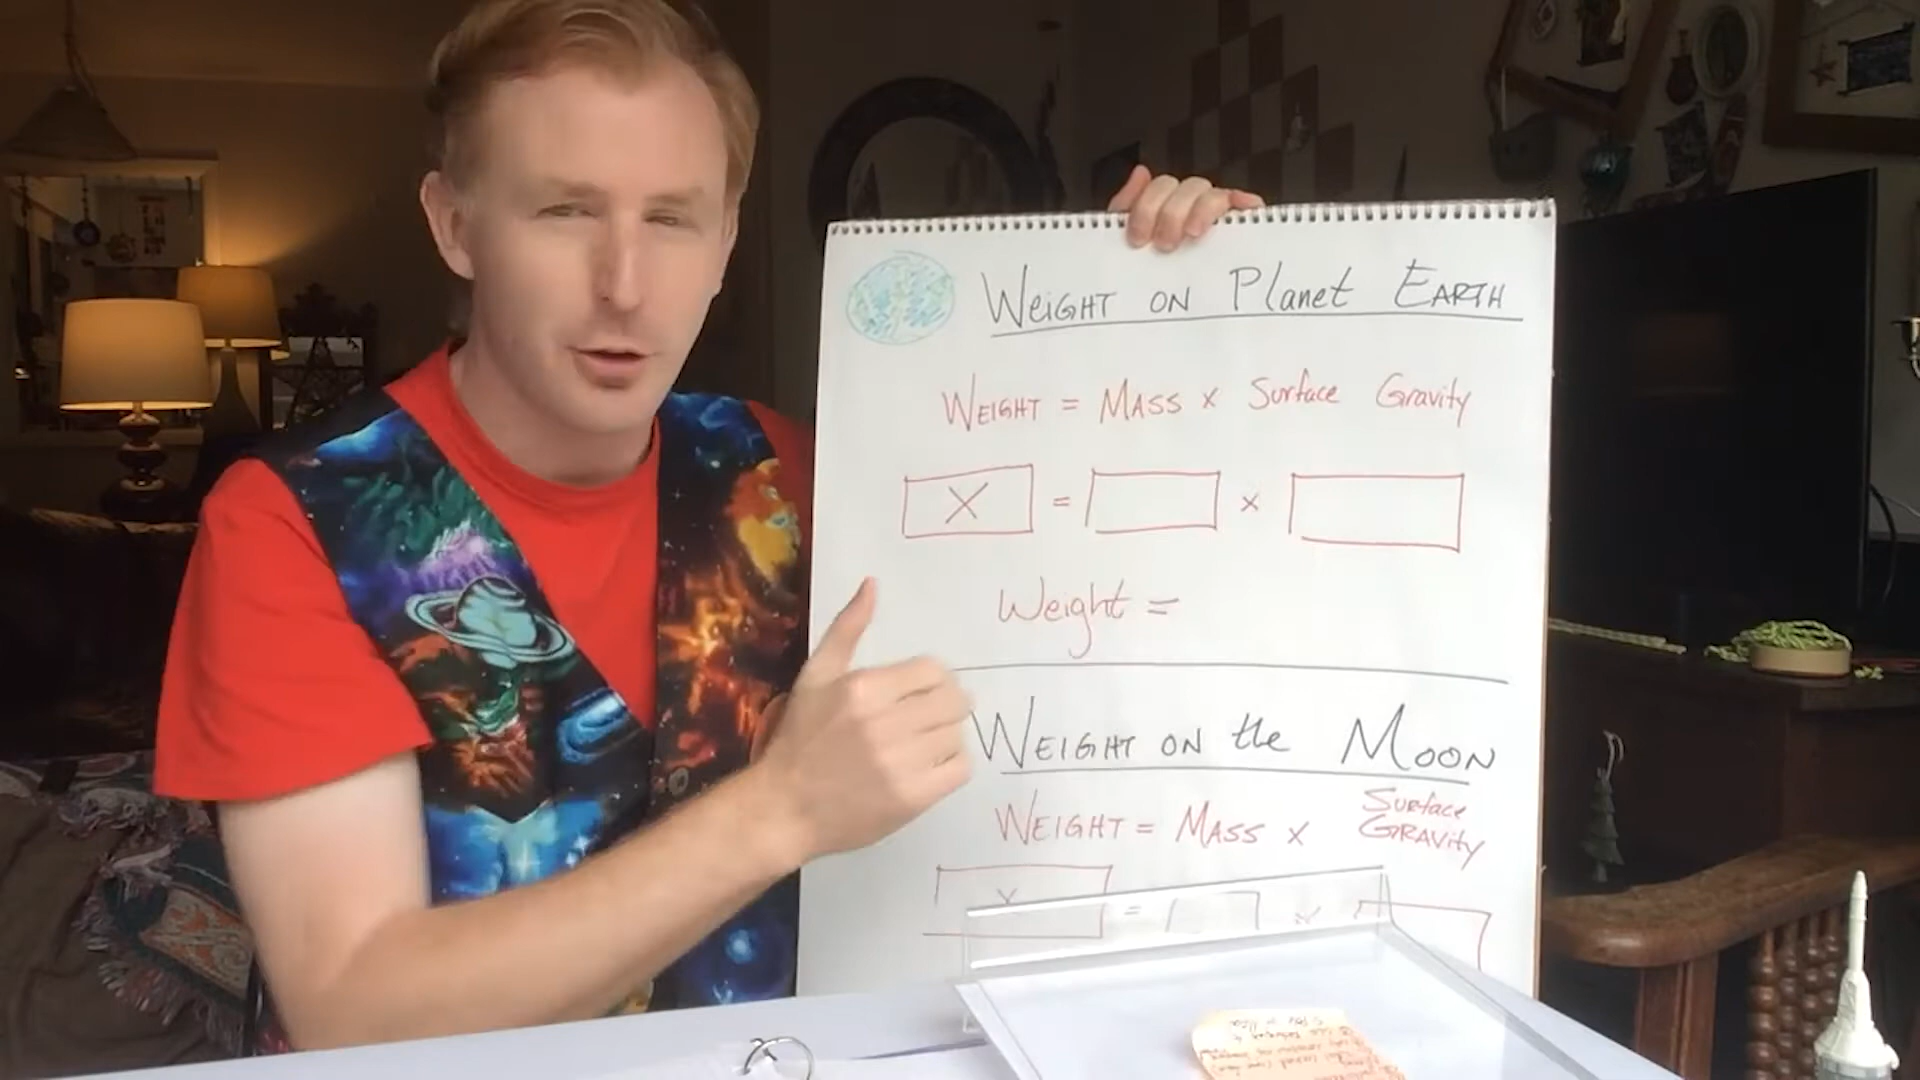 WEIGHT ON Planet EARTH
WEIGHT = MASS x Surface Gravity
X = x
Weight =
WEIGHT ON the MOON
WEIGHT = MASS x Surface GRAVITY
X = x